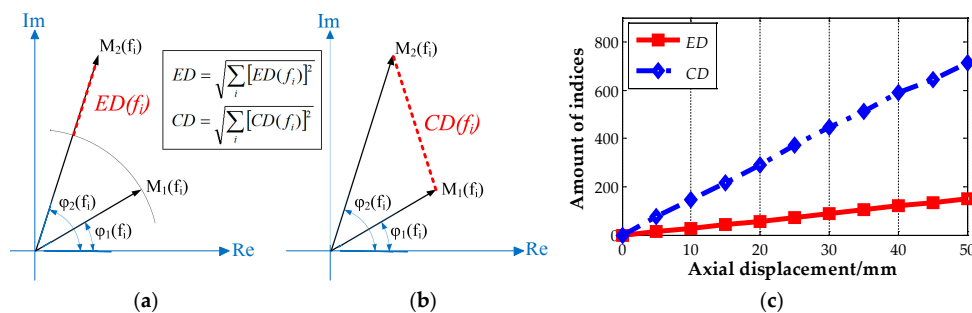 Im
M₂(fᵢ)
ED(fᵢ)
M₁(fᵢ)
φ₂(fᵢ)
φ₁(fᵢ)
Re
ED = √∑ᵢ[ED(fᵢ)]²
CD = √∑ᵢ[CD(fᵢ)]²
(a)
Im
M₂(fᵢ)
CD(fᵢ)
M₁(fᵢ)
φ₂(fᵢ)
φ₁(fᵢ)
Re
(b)
Amount of indices
800
600
400
200
0
ED
CD
0 10 20 30 40 50
Axial displacement/mm
(c)